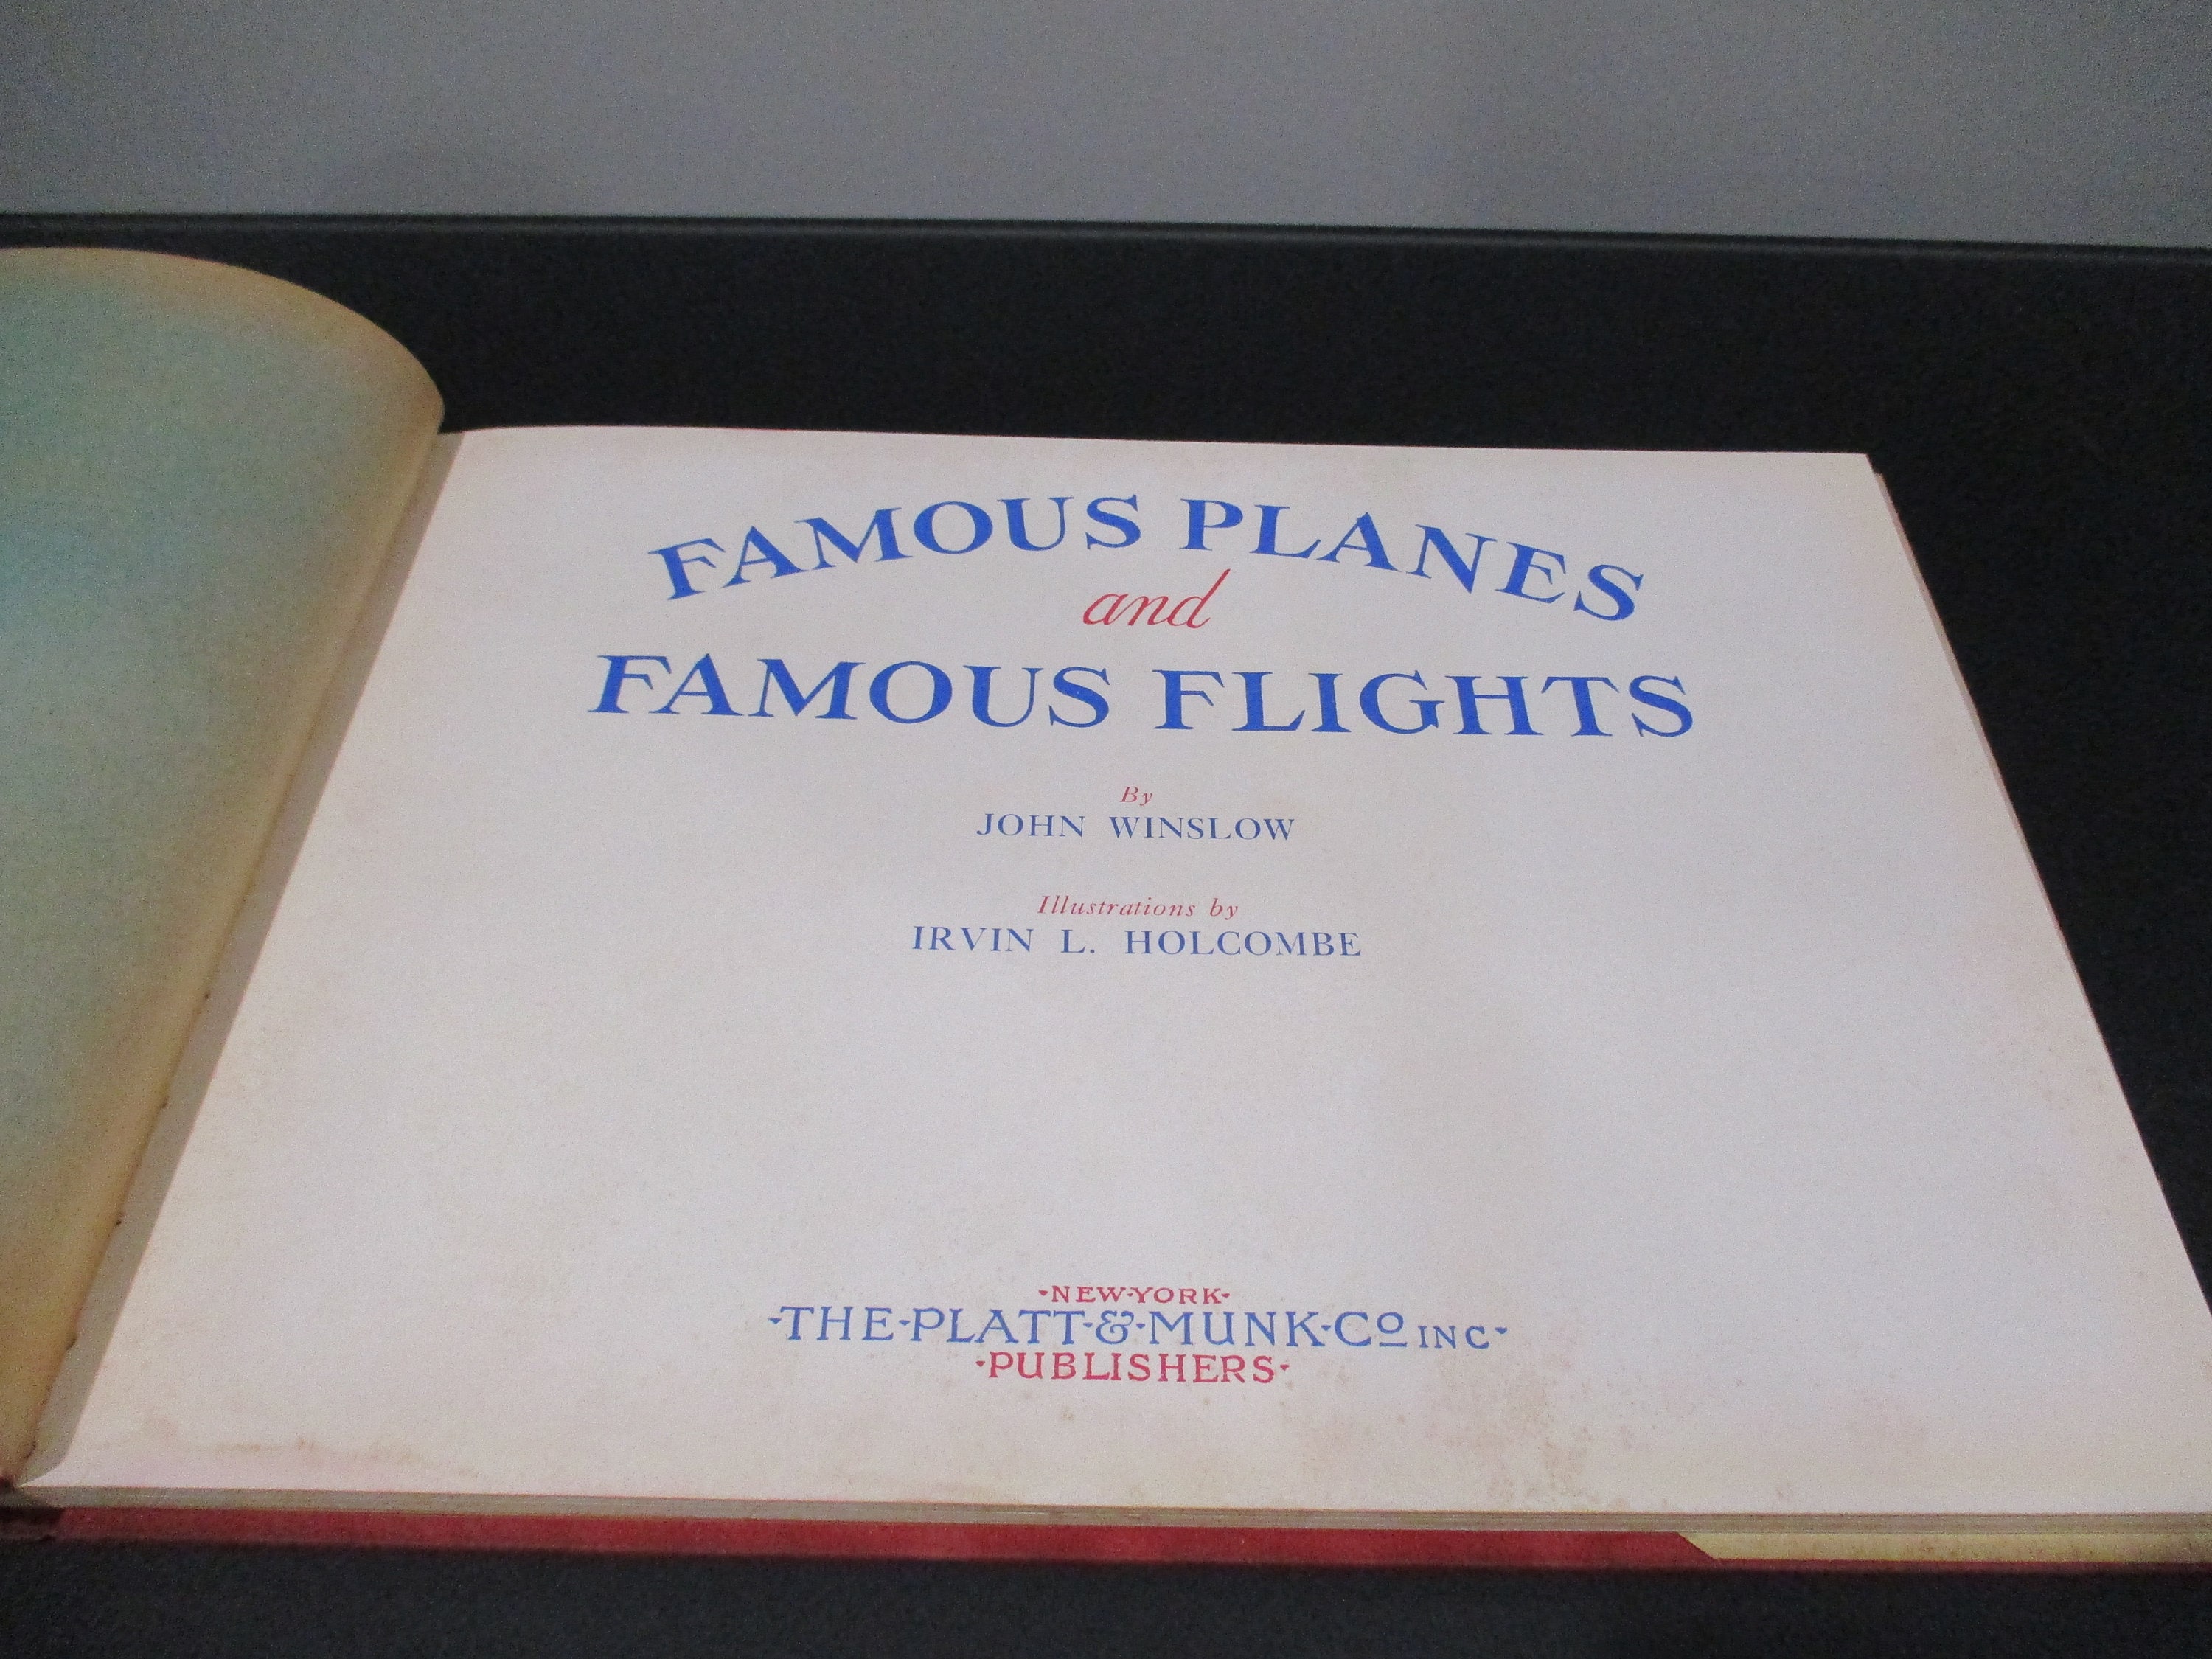 FAMOUS PLANES
and
FAMOUS FLIGHTS
By
JOHN WINSLOW
Illustrations by
IRVIN L. HOLCOMBE
·NEW·YORK·
·THE·PLATT·&·MUNK·Cº INC·
·PUBLISHERS·